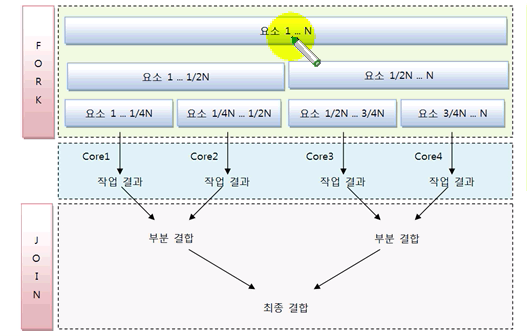 FORK
요소 1 ... N
요소 1 ... 1/2N
요소 1/2N ... N
요소 1 ... 1/4N
요소 1/4N ... 1/2N
요소 1/2N ... 3/4N
요소 3/4N ... N
Core1
Core2
Core3
Core4
작업 결과
작업 결과
작업 결과
작업 결과
JOIN
부분 결합
부분 결합
최종 결합